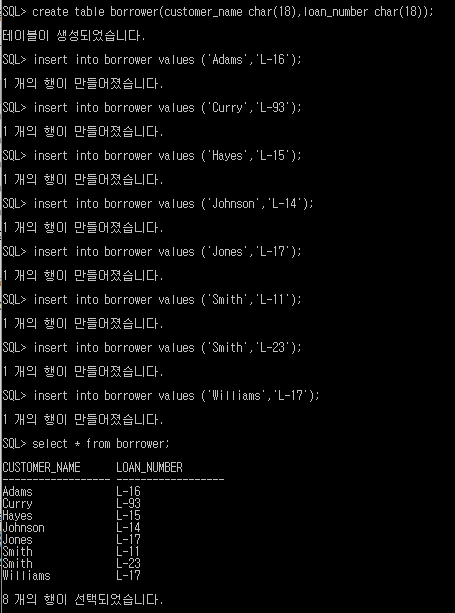 SQL> create table borrower(customer_name char(18),loan_number char(18));
테이블이 생성되었습니다.
SQL> insert into borrower values ('Adams','L-16');
1 개의 행이 만들어졌습니다.
SQL> insert into borrower values ('Curry','L-93');
1 개의 행이 만들어졌습니다.
SQL> insert into borrower values ('Hayes','L-15');
1 개의 행이 만들어졌습니다.
SQL> insert into borrower values ('Johnson','L-14');
1 개의 행이 만들어졌습니다.
SQL> insert into borrower values ('Jones','L-17');
1 개의 행이 만들어졌습니다.
SQL> insert into borrower values ('Smith','L-11');
1 개의 행이 만들어졌습니다.
SQL> insert into borrower values ('Smith','L-23');
1 개의 행이 만들어졌습니다.
SQL> insert into borrower values ('Williams','L-17');
1 개의 행이 만들어졌습니다.
SQL> select * from borrower;
CUSTOMER_NAME LOAN_NUMBER
------------------ ------------------
Adams L-16
Curry L-93
Hayes L-15
Johnson L-14
Jones L-17
Smith L-11
Smith L-23
Williams L-17
8 개의 행이 선택되었습니다.